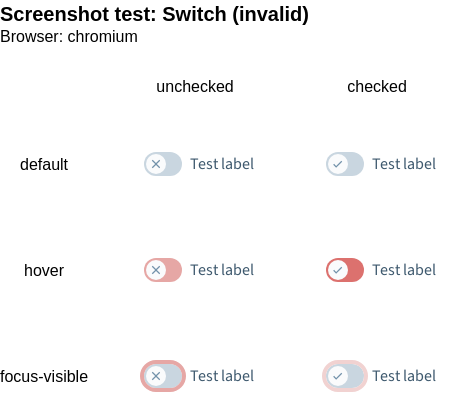 Screenshot test: Switch (invalid)
Browser: chromium
unchecked checked
default Test label Test label
hover Test label Test label
focus-visible Test label Test label